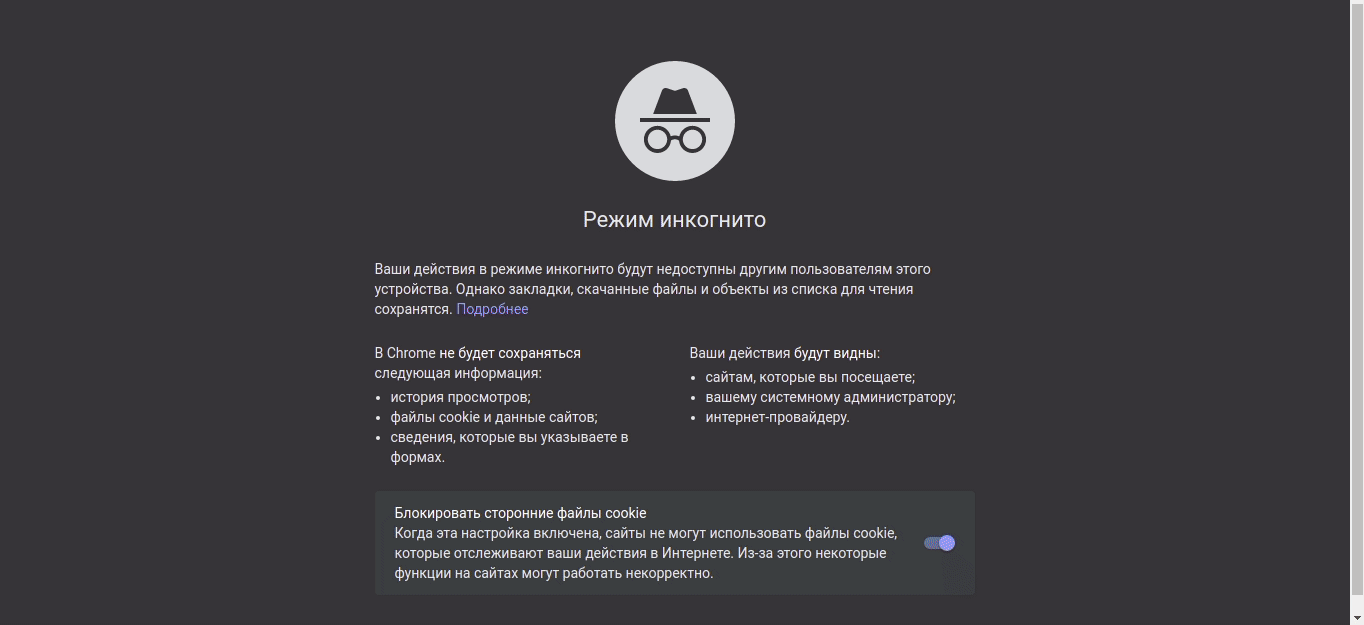 Режим инкогнито
Ваши действия в режиме инкогнито будут недоступны другим пользователям этого
устройства. Однако закладки, скачанные файлы и объекты из списка для чтения
сохранятся. Подробнее
В Chrome не будет сохраняться
следующая информация:
• история просмотров;
• файлы cookie и данные сайтов;
• сведения, которые вы указываете в
формах.
Ваши действия будут видны:
• сайтам, которые вы посещаете;
• вашему системному администратору;
• интернет-провайдеру.
Блокировать сторонние файлы cookie
Когда эта настройка включена, сайты не могут использовать файлы cookie,
которые отслеживают ваши действия в Интернете. Из-за этого некоторые
функции на сайтах могут работать некорректно.